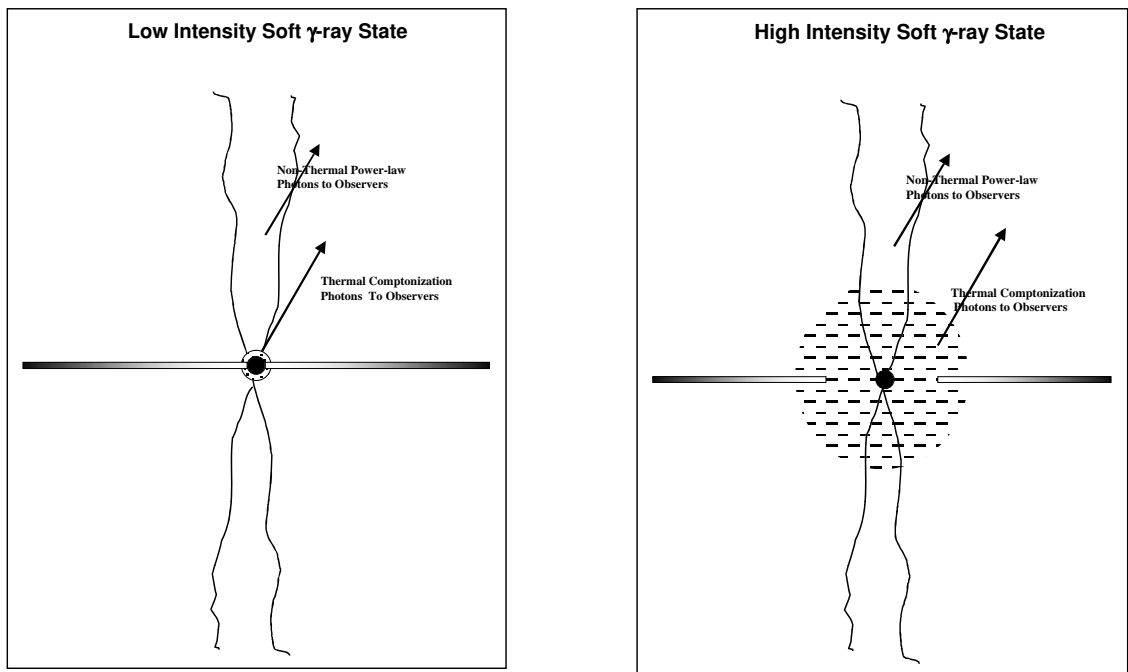 Low Intensity Soft γ-ray State
Non-Thermal Power-law
Photons to Observers
Thermal Comptonization
Photons To Observers
High Intensity Soft γ-ray State
Non-Thermal Power-law
Photons to Observers
Thermal Comptonization
Photons to Observers